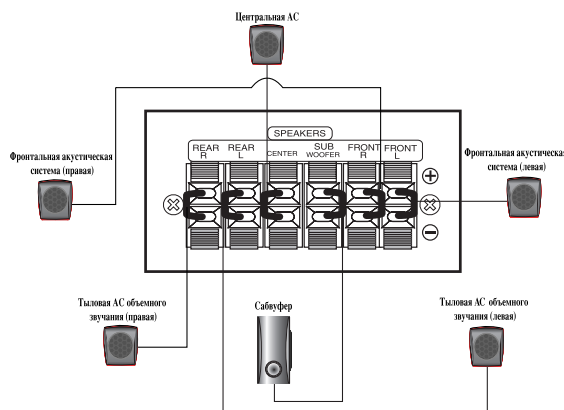 Центральная АС
SPEAKERS
REAR R
REAR L
CENTER
SUB WOOFER
FRONT R
FRONT L
Фронтальная акустическая
система (правая)
Фронтальная акустическая
система (левая)
+
−
Тыловая АС объемного
звучания (правая)
Сабвуфер
Тыловая АС объемного
звучания (левая)